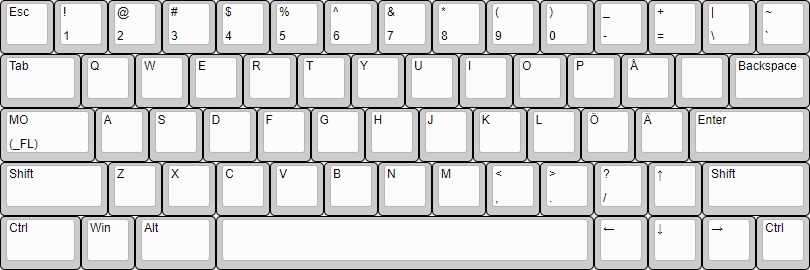 Esc ! @ # $ % ^ & * ( ) _ + | ~
1 2 3 4 5 6 7 8 9 0 - = \ `
Tab Q W E R T Y U I O P Å Backspace
MO A S D F G H J K L Ö Ä Enter
(_FL)
Shift Z X C V B N M < > ? ↑ Shift
, . /
Ctrl Win Alt ← ↓ → Ctrl